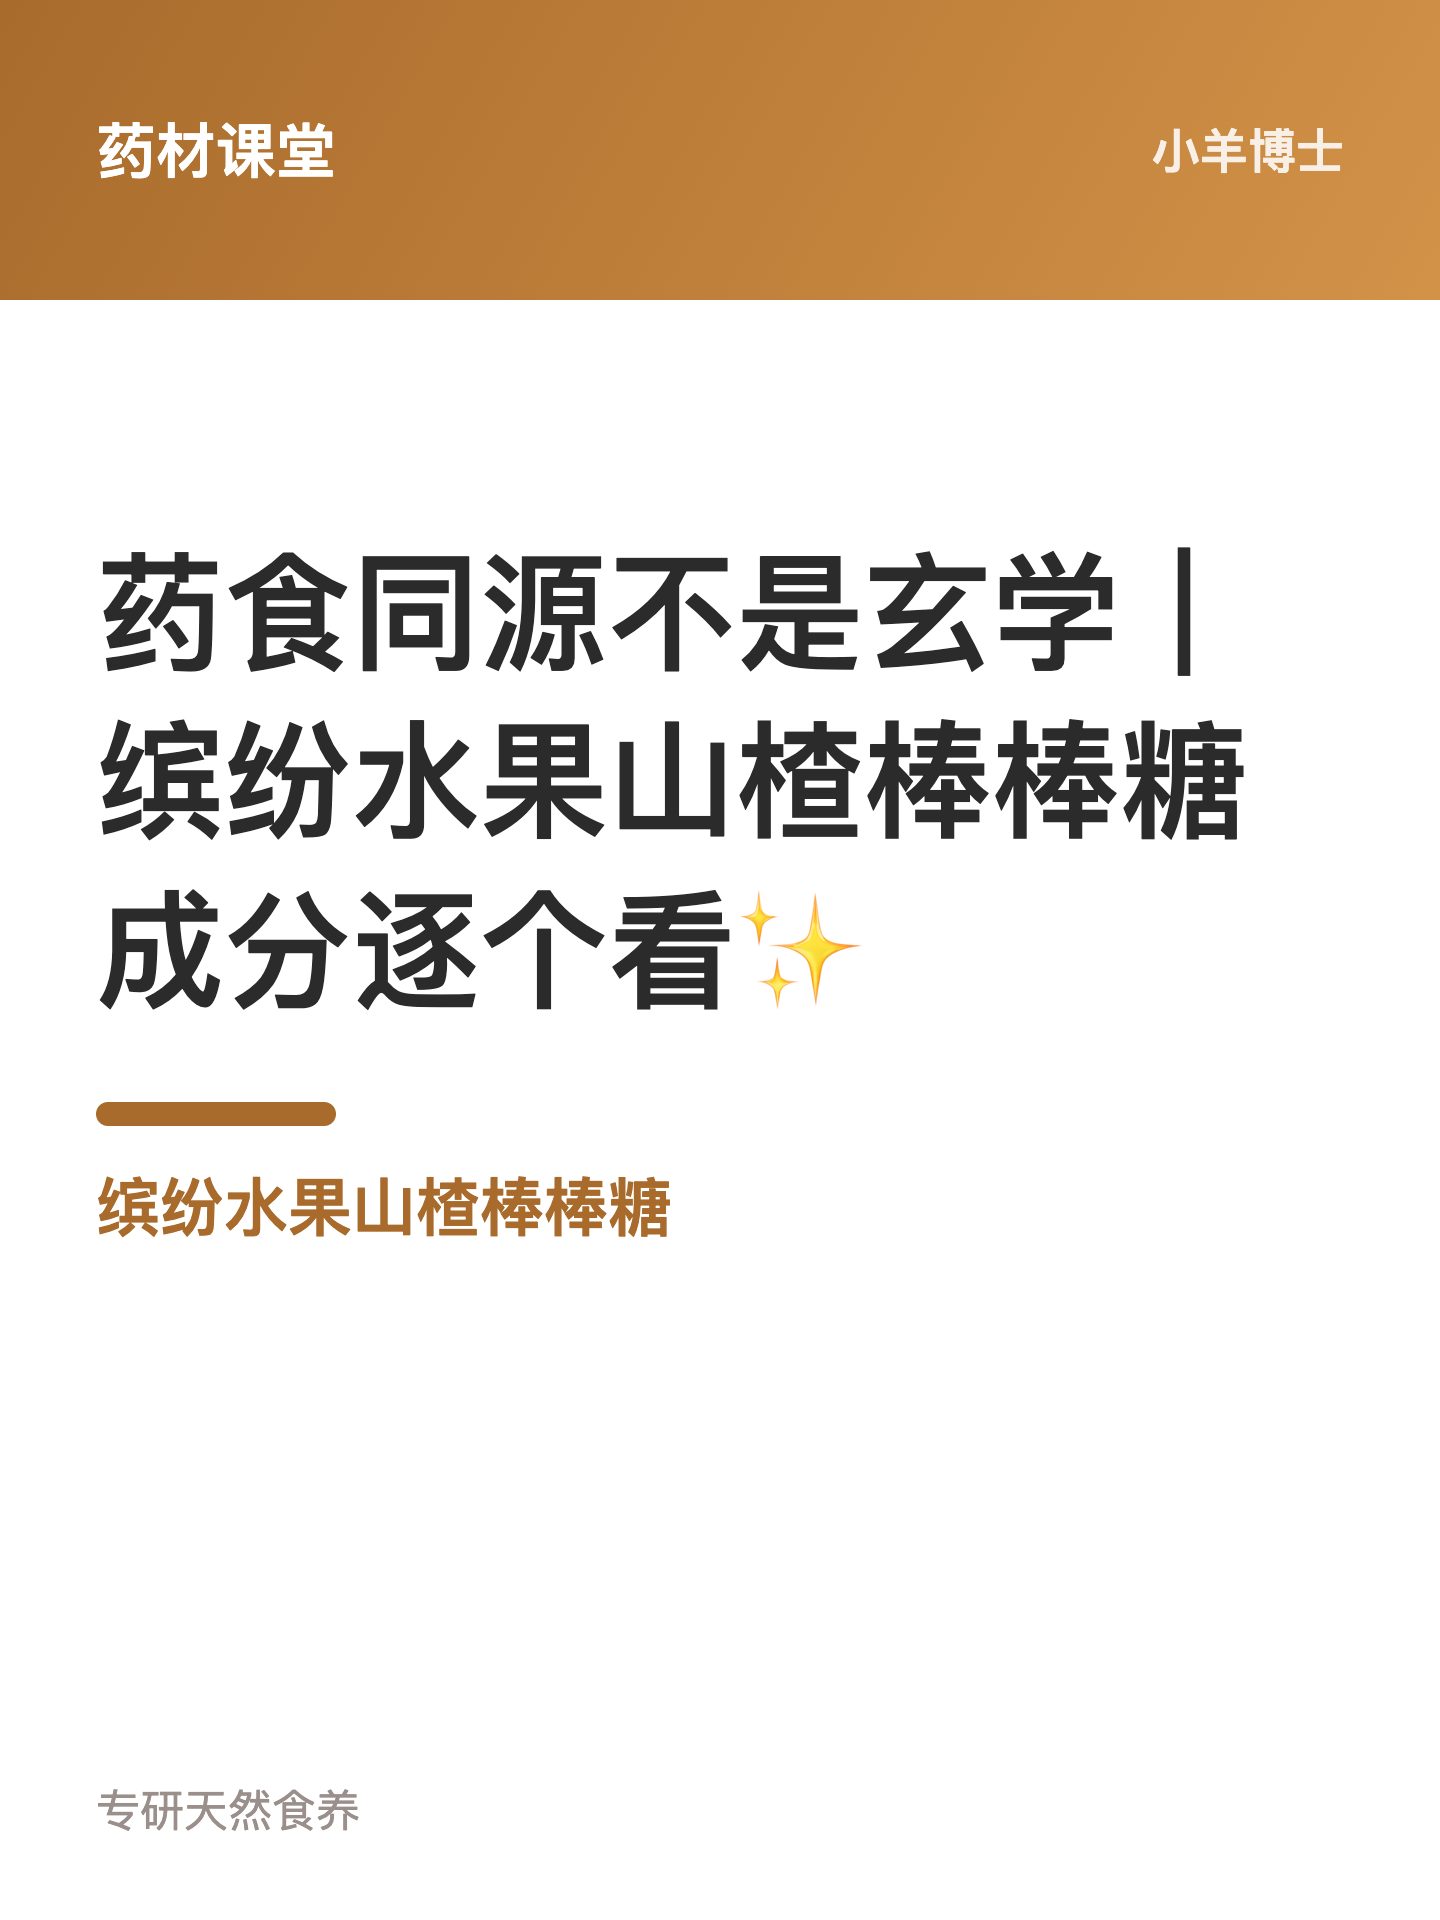 药材课堂
小羊博士
药食同源不是玄学｜
缤纷水果山楂棒棒糖
成分逐个看✨
缤纷水果山楂棒棒糖
专研天然食养